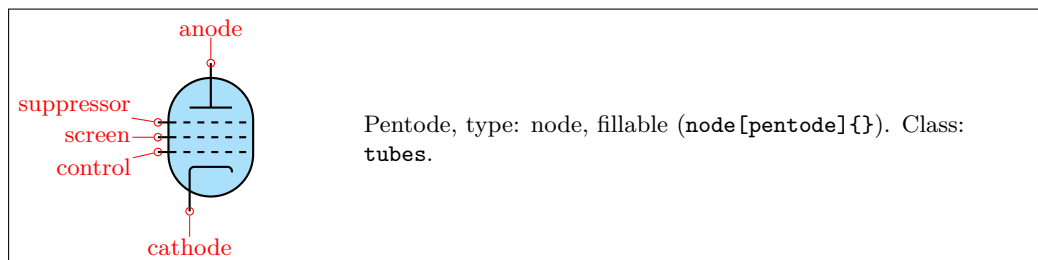 anode
suppressor
screen
control
cathode
Pentode, type: node, fillable (node[pentode]{}). Class:
tubes.